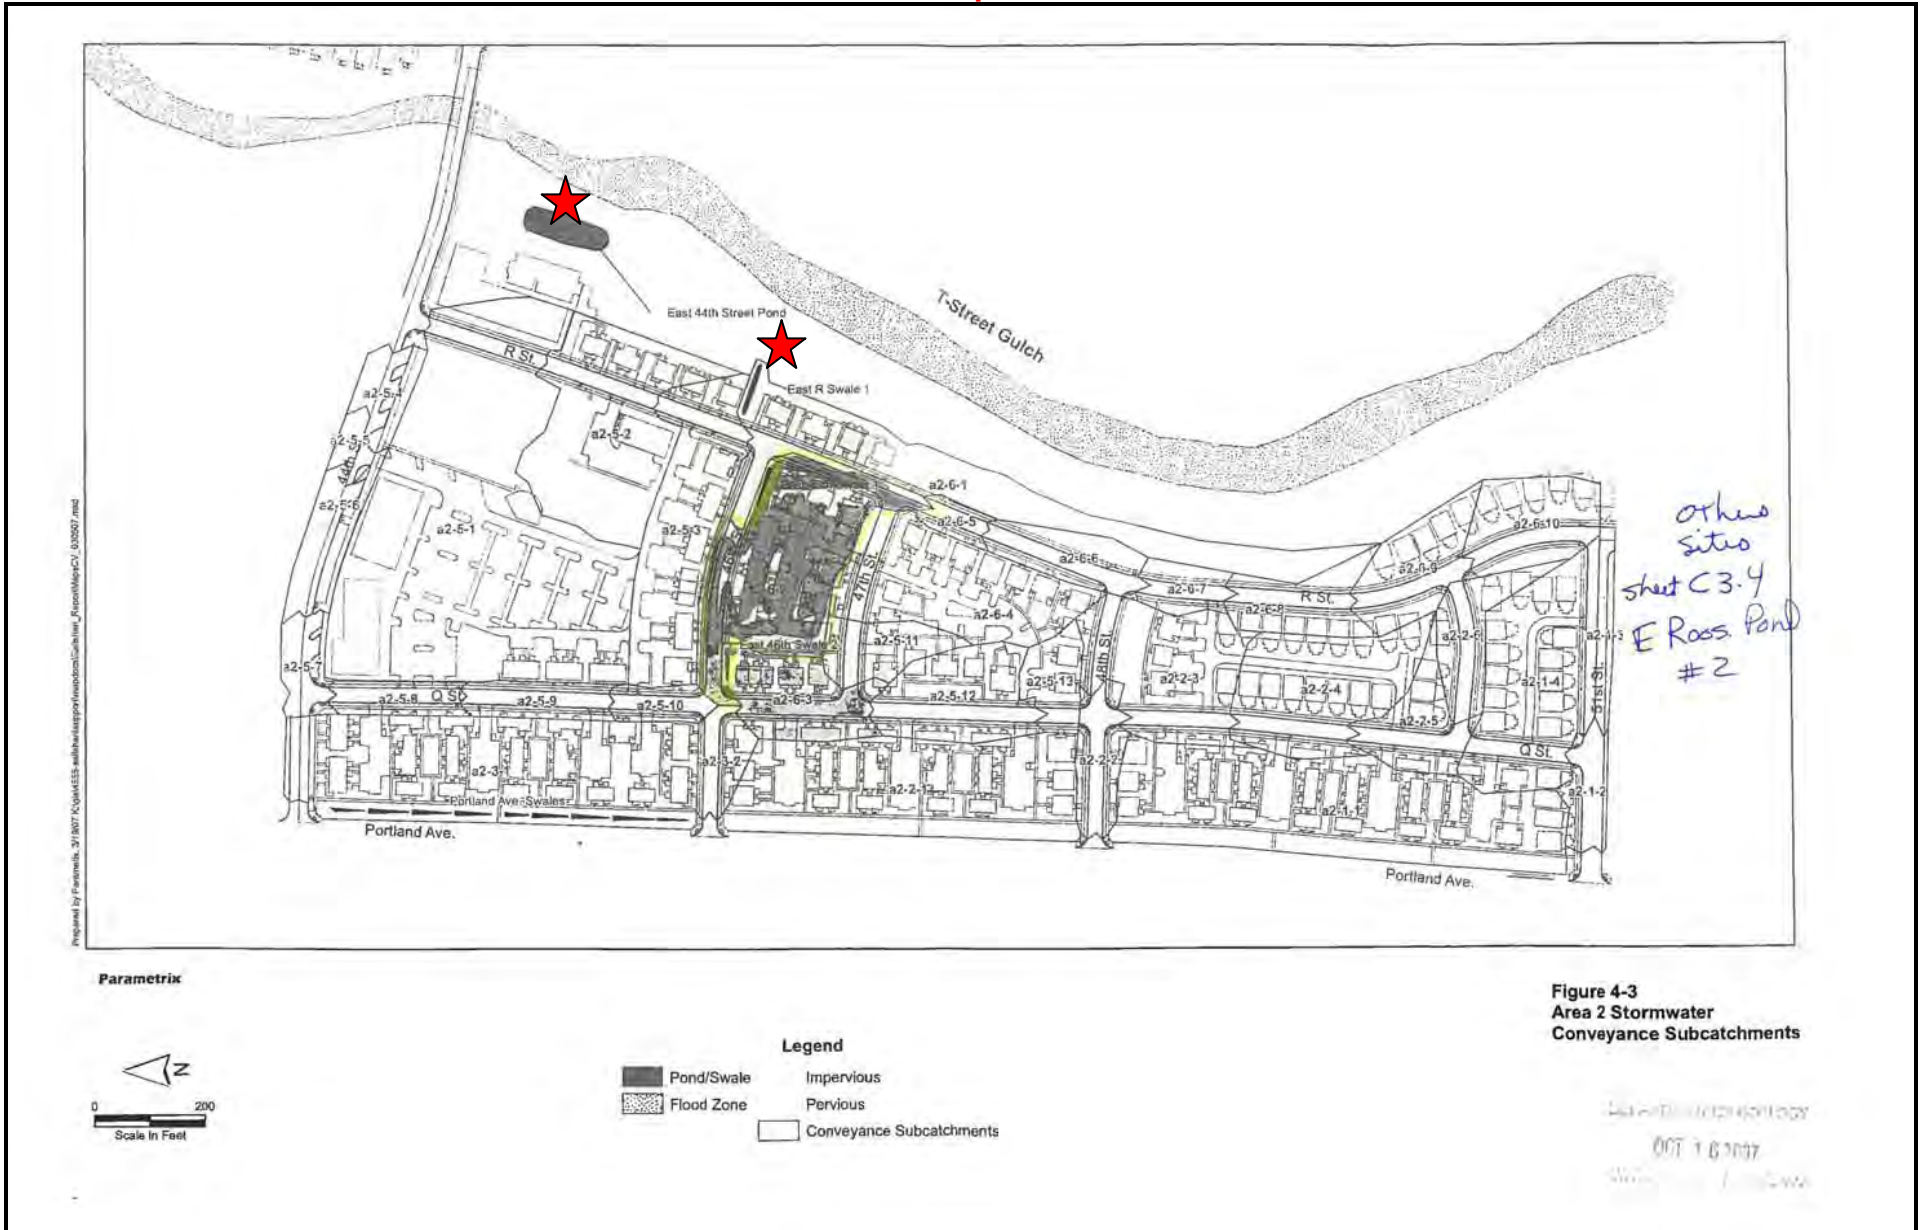 T-Street Gulch
East 44th Street Pond
East R Swale 1
R St.
a2-5-4
a2-5-2
a2-5-5
44th S
a2-6-1
a2-5-6
a2-5-1
a2-5-3
a2-6-5
a2-6-10
a2-6-6
a2-6-9
47th St.
a2-6-7
R St.
a2-6-8
a2-6-4
a2-5-11
East 46th Swale
48th St.
a2-5-7
a2-2-3
a2-2-4
a2-1-4
51st St.
a2-5-8
Q St.
a2-5-9
a2-5-10
a2-6-3
a2-5-12
a2-5-13
a2-2-5
Q St.
a2-3-2
a2-2-2
a2-3
a2-1-1
a2-1-2
Portland Ave. Swales
Portland Ave.
Portland Ave.
others
sites
sheet C3.4
E Roos. Pond
#2
Parametrix
N
0 200
Scale In Feet
Legend
Pond/Swale
Impervious
Flood Zone
Pervious
Conveyance Subcatchments
Figure 4-3
Area 2 Stormwater
Conveyance Subcatchments